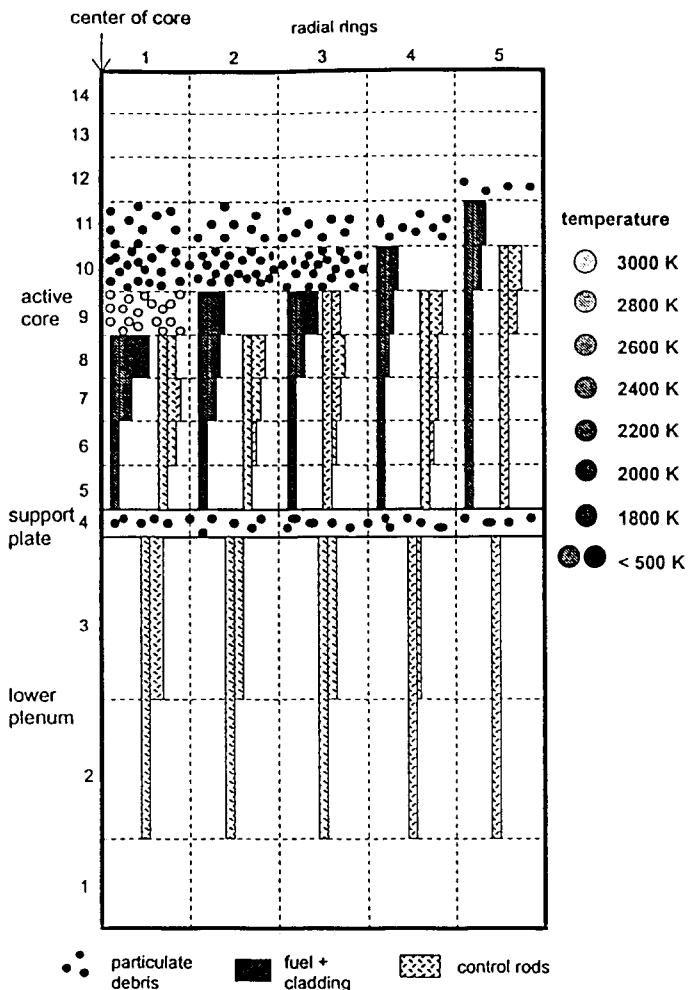 center of core
radial rings
1 2 3 4 5
14
13
12
11
10
active
core
9
8
7
6
5
support
plate
4
3
lower
plenum
2
1
temperature
3000 K
2800 K
2600 K
2400 K
2200 K
2000 K
1800 K
< 500 K
particulate
debris
fuel +
cladding
control rods